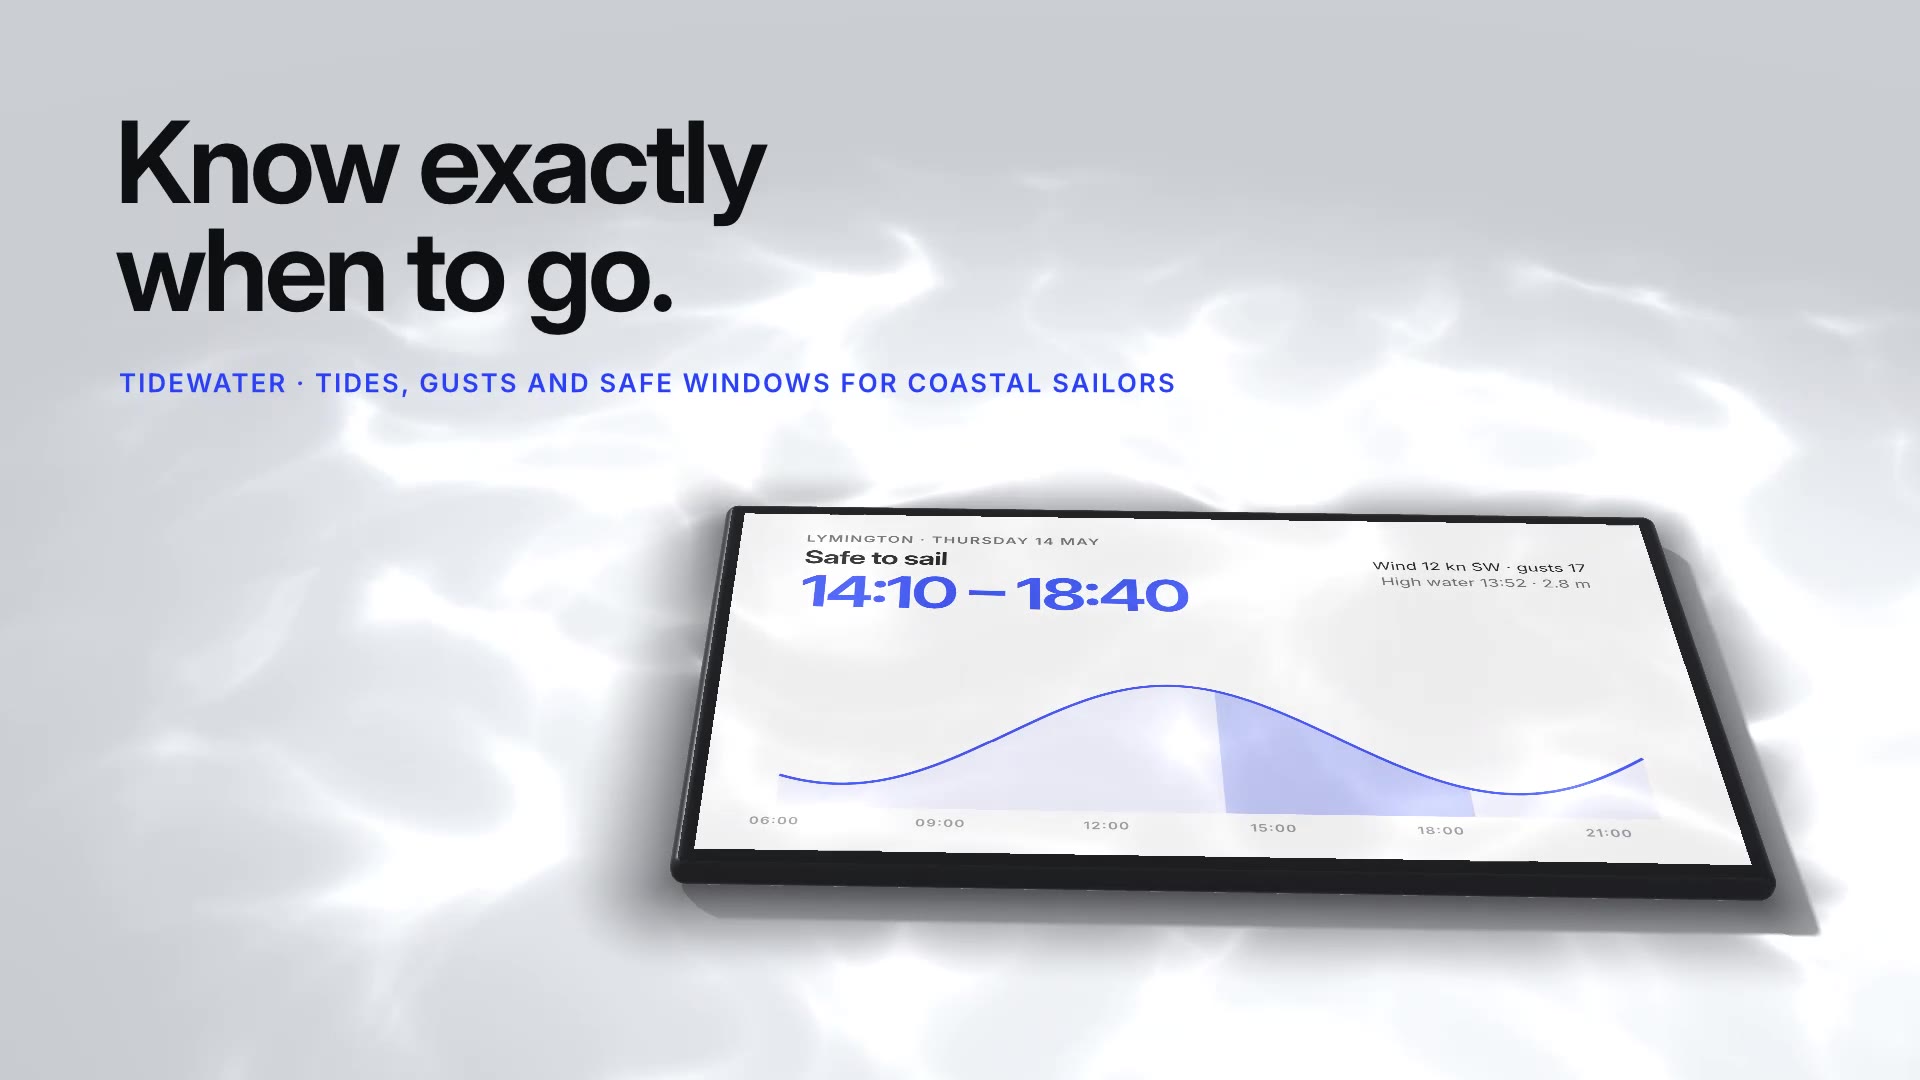 Know exactly
when to go.
TIDEWATER · TIDES, GUSTS AND SAFE WINDOWS FOR COASTAL SAILORS
LYMINGTON · THURSDAY 14 MAY
Safe to sail
14:10 – 18:40
Wind 12 kn SW · gusts 17
High water 13:52 · 2.8 m
06:00 09:00 12:00 15:00 18:00 21:00